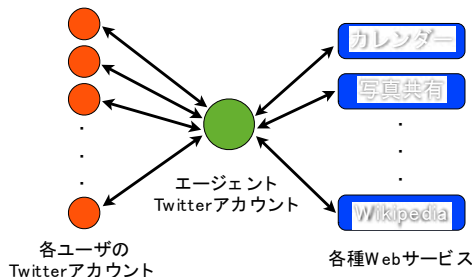 カレンダー
写真共有
エージェント
Twitterアカウント
Wikipedia
各ユーザの
Twitterアカウント
各種Webサービス